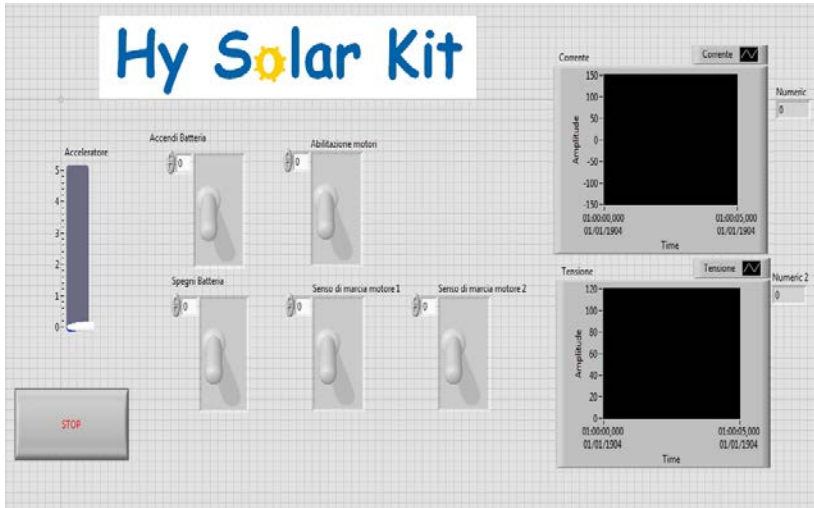 Hy Solar Kit
Accendi Batteria
0
Abilitazione motori
0
Acceleratore
5
4
3
2
1
0
Spegni Batteria
0
Senso di marcia motore 1
0
Senso di marcia motore 2
0
STOP
Corrente
Corrente
Amplitude
150
100
50
0
-50
-100
-150
01:00:00,000
01/01/1904
01:00:05,000
01/01/1904
Time
Numeric
0
Tensione
Tensione
Amplitude
120
100
80
60
40
20
0
01:00:00,000
01/01/1904
01:00:05,000
01/01/1904
Time
Numeric 2
0